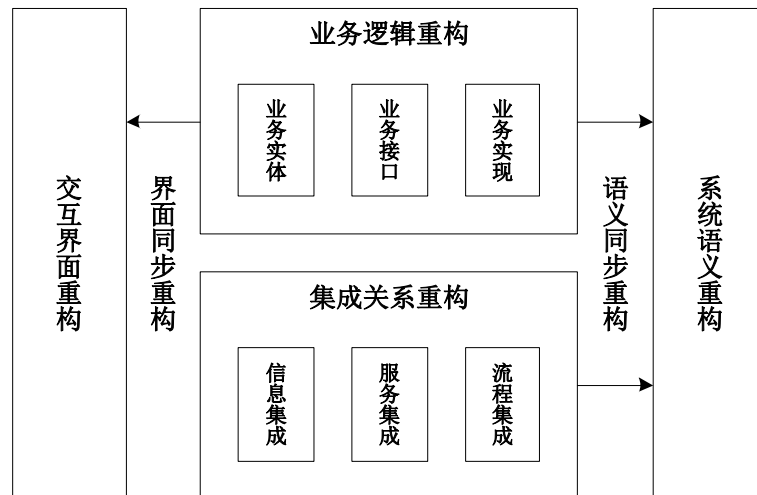 业务逻辑重构
业务实体
业务接口
业务实现
交互界面重构
界面同步重构
语义同步重构
系统语义重构
集成关系重构
信息集成
服务集成
流程集成